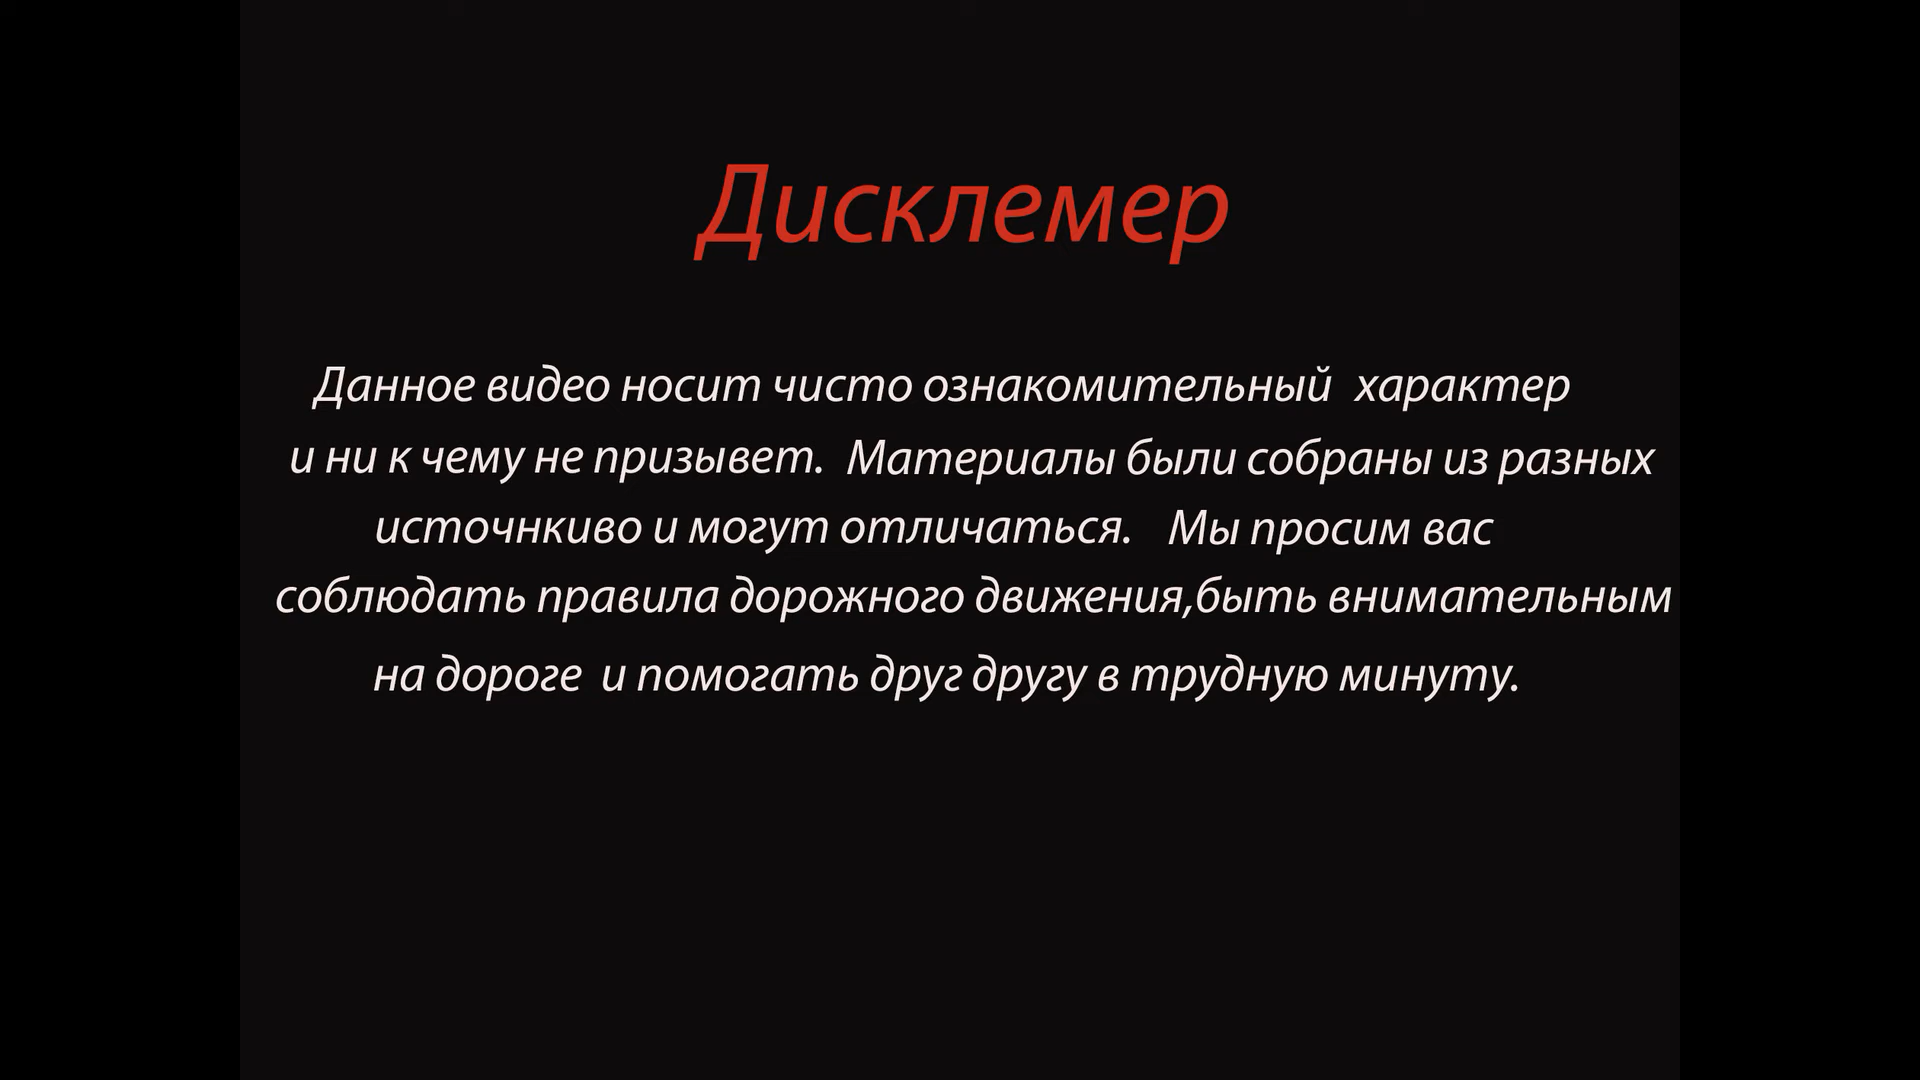 Дисклемер
Данное видео носит чисто ознакомительный характер
и ни к чему не призывет. Материалы были собраны из разных
источнкиво и могут отличаться. Мы просим вас
соблюдать правила дорожного движения,быть внимательным
на дороге и помогать друг другу в трудную минуту.